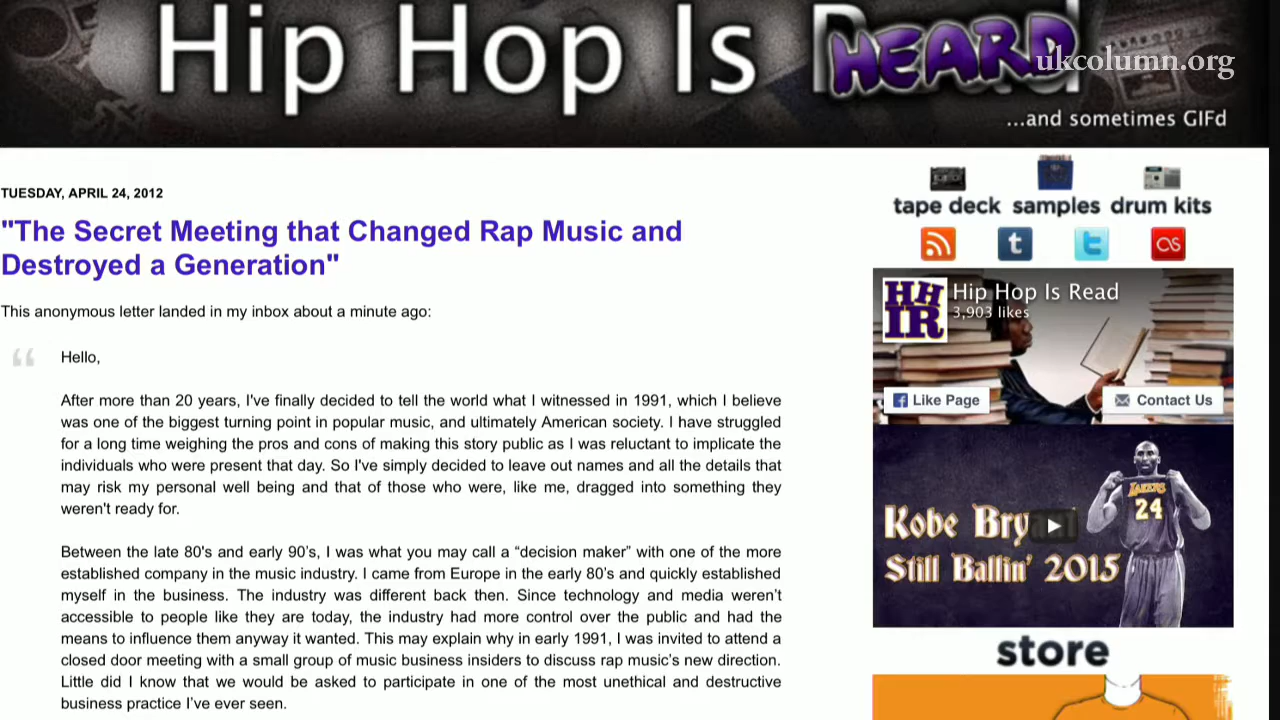 Hip Hop Is HEARD
ukcolumn.org
...and sometimes GIFd
TUESDAY, APRIL 24, 2012
"The Secret Meeting that Changed Rap Music and
Destroyed a Generation"
This anonymous letter landed in my inbox about a minute ago:
Hello,
After more than 20 years, I've finally decided to tell the world what I witnessed in 1991, which I believe
was one of the biggest turning point in popular music, and ultimately American society. I have struggled
for a long time weighing the pros and cons of making this story public as I was reluctant to implicate the
individuals who were present that day. So I've simply decided to leave out names and all the details that
may risk my personal well being and that of those who were, like me, dragged into something they
weren't ready for.
Between the late 80's and early 90's, I was what you may call a “decision maker” with one of the more
established company in the music industry. I came from Europe in the early 80's and quickly established
myself in the business. The industry was different back then. Since technology and media weren't
accessible to people like they are today, the industry had more control over the public and had the
means to influence them anyway it wanted. This may explain why in early 1991, I was invited to attend a
closed door meeting with a small group of music business insiders to discuss rap music's new direction.
Little did I know that we would be asked to participate in one of the most unethical and destructive
business practice I've ever seen.
tape deck samples drum kits
HHIR
Hip Hop Is Read
3,903 likes
Like Page
Contact Us
Kobe Bryant
Still Ballin' 2015
LAKERS
24
store